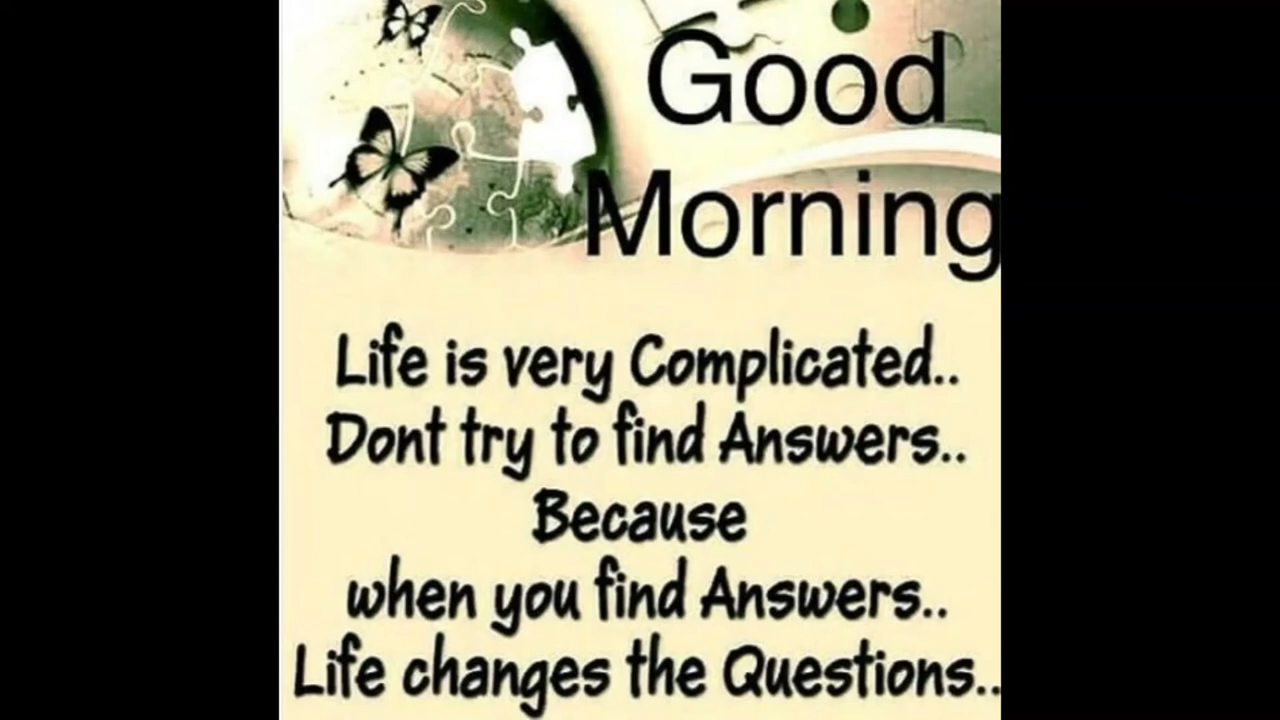 Good
Morning
Life is very Complicated..
Dont try to find Answers..
Because
when you find Answers..
Life changes the Questions..